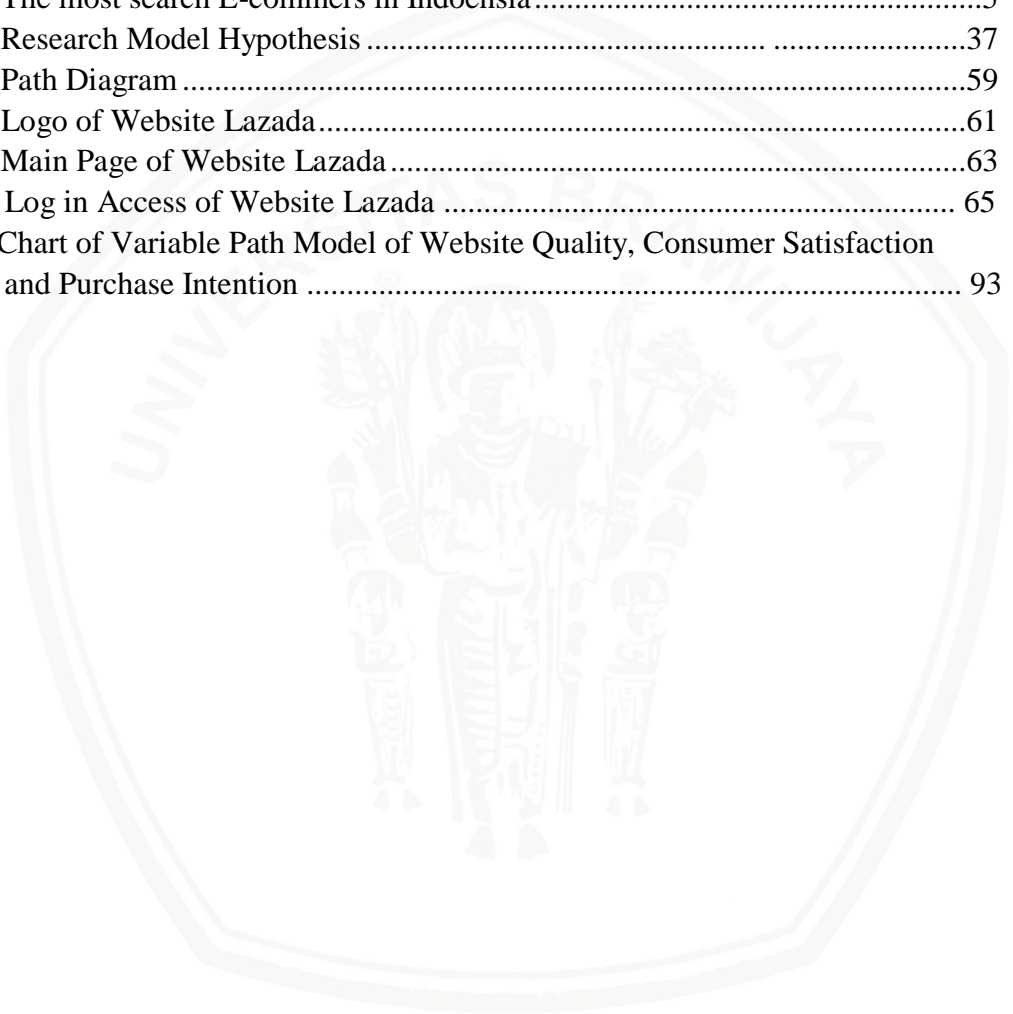 The most search E-commers in Indoensia..........................................................5
Research Model Hypothesis .................................................. ........................37
Path Diagram ....................................................................................................59
Logo of Website Lazada...................................................................................61
Main Page of Website Lazada .........................................................................63
Log in Access of Website Lazada ................................................................ 65
Chart of Variable Path Model of Website Quality, Consumer Satisfaction
and Purchase Intention .................................................................................. 93
UNIVERSITAS BRAWIJAYA